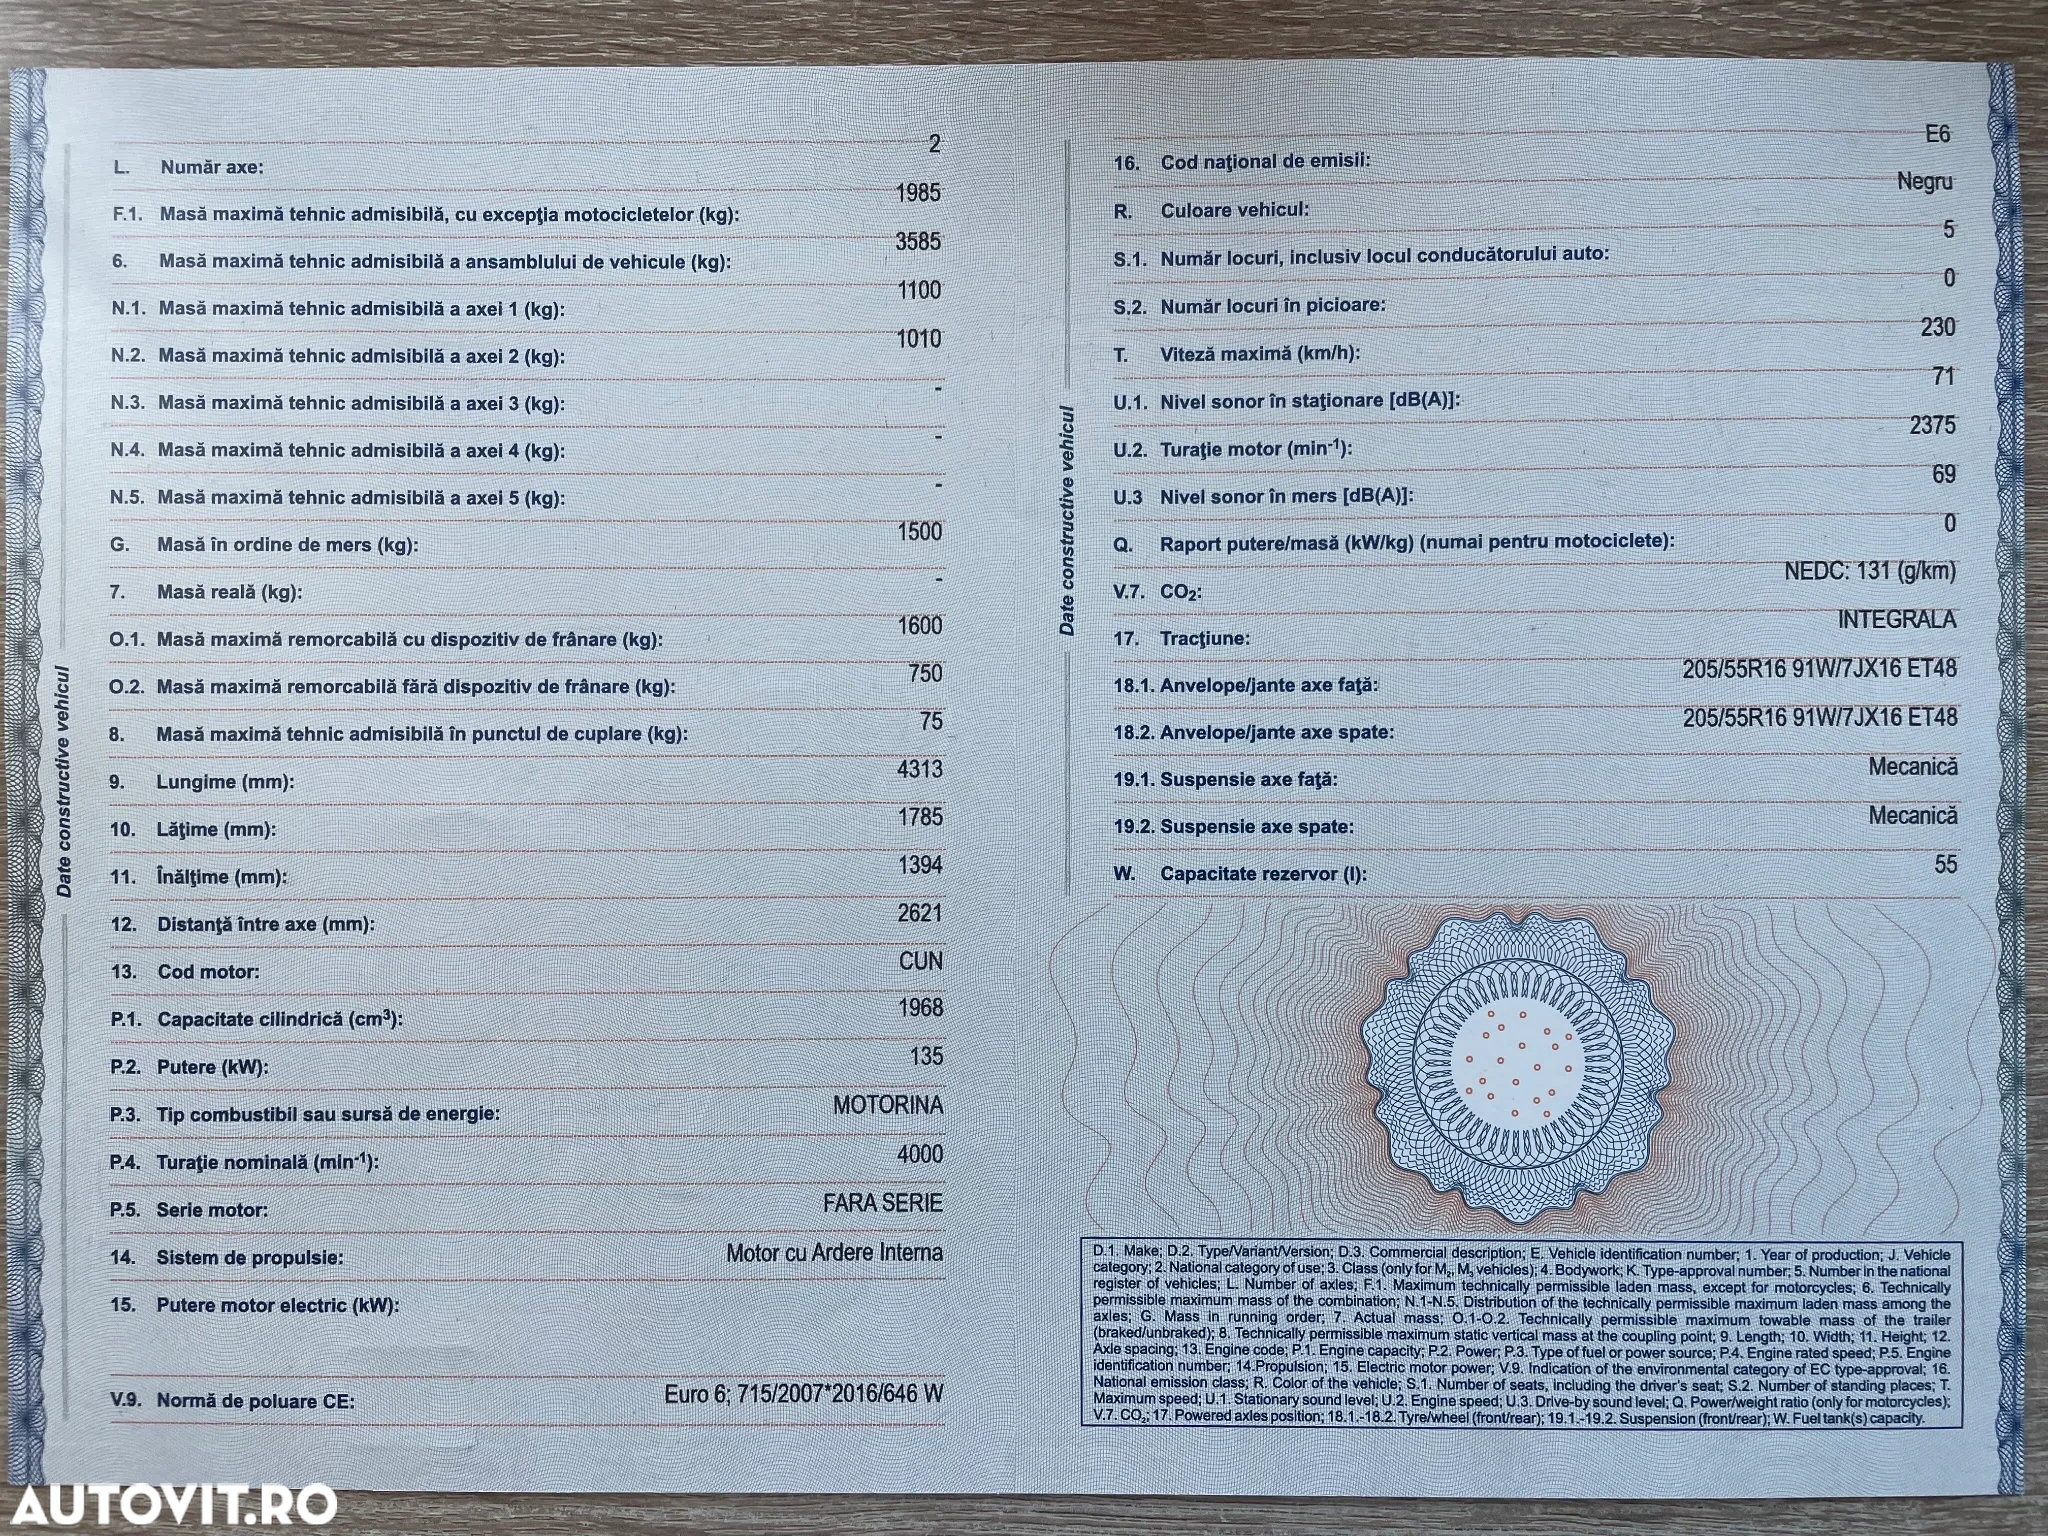 Date constructive vehicul
2
L. Număr axe:
1985
F.1. Masă maximă tehnic admisibilă, cu excepţia motocicletelor (kg):
3585
6. Masă maximă tehnic admisibilă a ansamblului de vehicule (kg):
1100
N.1. Masă maximă tehnic admisibilă a axei 1 (kg):
1010
N.2. Masă maximă tehnic admisibilă a axei 2 (kg):
-
N.3. Masă maximă tehnic admisibilă a axei 3 (kg):
-
N.4. Masă maximă tehnic admisibilă a axei 4 (kg):
-
N.5. Masă maximă tehnic admisibilă a axei 5 (kg):
1500
G. Masă în ordine de mers (kg):
-
7. Masă reală (kg):
1600
O.1. Masă maximă remorcabilă cu dispozitiv de frânare (kg):
750
O.2. Masă maximă remorcabilă fără dispozitiv de frânare (kg):
75
8. Masă maximă tehnic admisibilă în punctul de cuplare (kg):
4313
9. Lungime (mm):
1785
10. Lăţime (mm):
1394
11. Înălţime (mm):
2621
12. Distanţă între axe (mm):
CUN
13. Cod motor:
1968
P.1. Capacitate cilindrică (cm³):
135
P.2. Putere (kW):
MOTORINA
P.3. Tip combustibil sau sursă de energie:
4000
P.4. Turaţie nominală (min⁻¹):
FARA SERIE
P.5. Serie motor:
Motor cu Ardere Interna
14. Sistem de propulsie:
15. Putere motor electric (kW):
Euro 6; 715/2007*2016/646 W
V.9. Normă de poluare CE:
Date constructive vehicul
E6
16. Cod naţional de emisii:
Negru
R. Culoare vehicul:
5
S.1. Număr locuri, inclusiv locul conducătorului auto:
0
S.2. Număr locuri în picioare:
230
T. Viteză maximă (km/h):
71
U.1. Nivel sonor în staţionare [dB(A)]:
2375
U.2. Turaţie motor (min⁻¹):
69
U.3 Nivel sonor în mers [dB(A)]:
0
Q. Raport putere/masă (kW/kg) (numai pentru motociclete):
NEDC: 131 (g/km)
V.7. CO₂:
INTEGRALA
17. Tracţiune:
205/55R16 91W/7JX16 ET48
18.1. Anvelope/jante axe faţă:
205/55R16 91W/7JX16 ET48
18.2. Anvelope/jante axe spate:
Mecanică
19.1. Suspensie axe faţă:
Mecanică
19.2. Suspensie axe spate:
55
W. Capacitate rezervor (l):
D.1. Make; D.2. Type/Variant/Version; D.3. Commercial description; E. Vehicle identification number; 1. Year of production; J. Vehicle
category; 2. National category of use; 3. Class (only for M₂, M₃ vehicles); 4. Bodywork; K. Type-approval number; 5. Number in the national
register of vehicles; L. Number of axles; F.1. Maximum technically permissible laden mass, except for motorcycles; 6. Technically
permissible maximum mass of the combination; N.1-N.5. Distribution of the technically permissible maximum laden mass among the
axles; G. Mass in running order; 7. Actual mass; O.1-O.2. Technically permissible maximum towable mass of the trailer
(braked/unbraked); 8. Technically permissible maximum static vertical mass at the coupling point; 9. Length; 10. Width; 11. Height; 12.
Axle spacing; 13. Engine code; P.1. Engine capacity; P.2. Power; P.3. Type of fuel or power source; P.4. Engine rated speed; P.5. Engine
identification number; 14.Propulsion; 15. Electric motor power; V.9. Indication of the environmental category of EC type-approval; 16.
National emission class; R. Color of the vehicle; S.1. Number of seats, including the driver's seat; S.2. Number of standing places; T.
Maximum speed; U.1. Stationary sound level; U.2. Engine speed; U.3. Drive-by sound level; Q. Power/weight ratio (only for motorcycles);
V.7. CO₂; 17. Powered axles position; 18.1.-18.2. Tyre/wheel (front/rear); 19.1.-19.2. Suspension (front/rear); W. Fuel tank(s) capacity.
AUTOVIT.RO